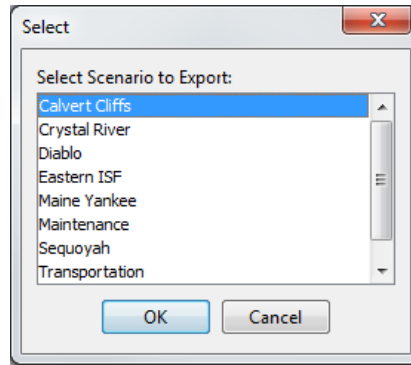 Select
Select Scenario to Export:
Calvert Cliffs
Crystal River
Diablo
Eastern ISF
Maine Yankee
Maintenance
Sequoyah
Transportation
OK
Cancel